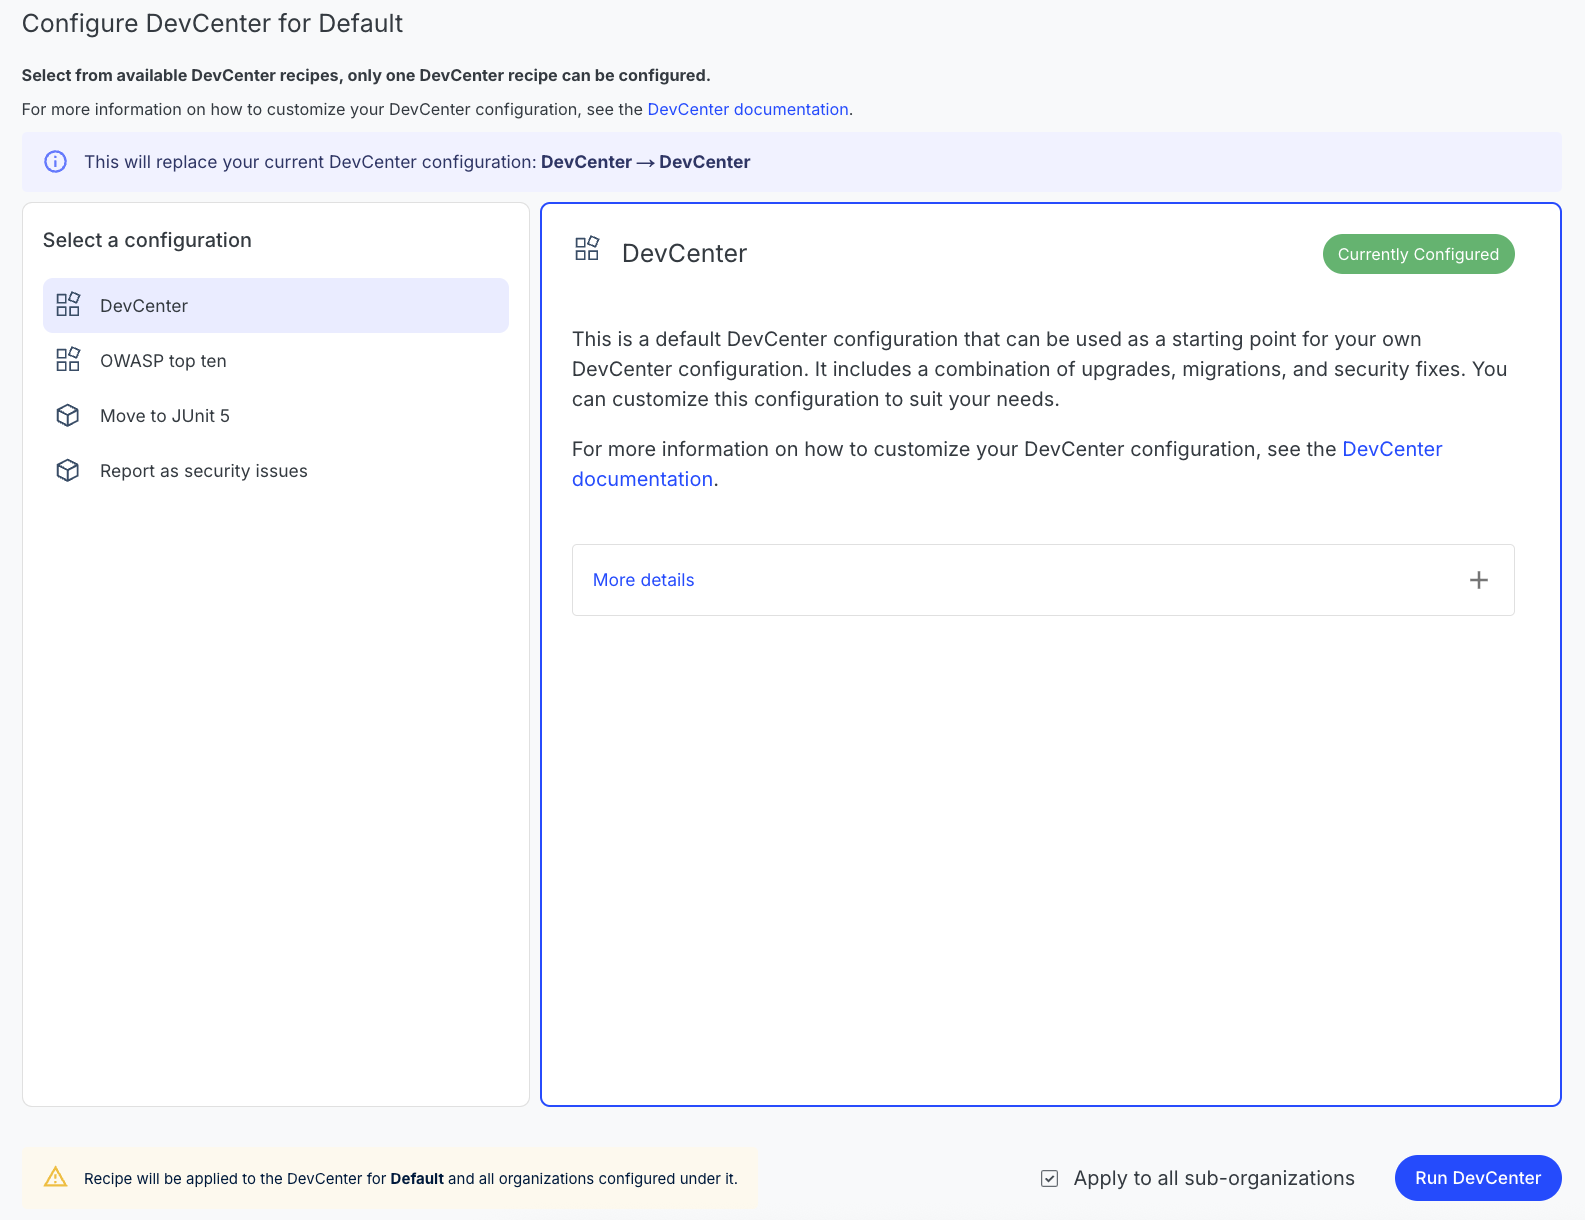 Configure DevCenter for Default
Select from available DevCenter recipes, only one DevCenter recipe can be configured.
For more information on how to customize your DevCenter configuration, see the DevCenter documentation.
This will replace your current DevCenter configuration: DevCenter → DevCenter
Select a configuration
DevCenter
OWASP top ten
Move to JUnit 5
Report as security issues
DevCenter
Currently Configured
This is a default DevCenter configuration that can be used as a starting point for your own
DevCenter configuration. It includes a combination of upgrades, migrations, and security fixes. You
can customize this configuration to suit your needs.
For more information on how to customize your DevCenter configuration, see the DevCenter
documentation.
More details
Recipe will be applied to the DevCenter for Default and all organizations configured under it.
Apply to all sub-organizations
Run DevCenter